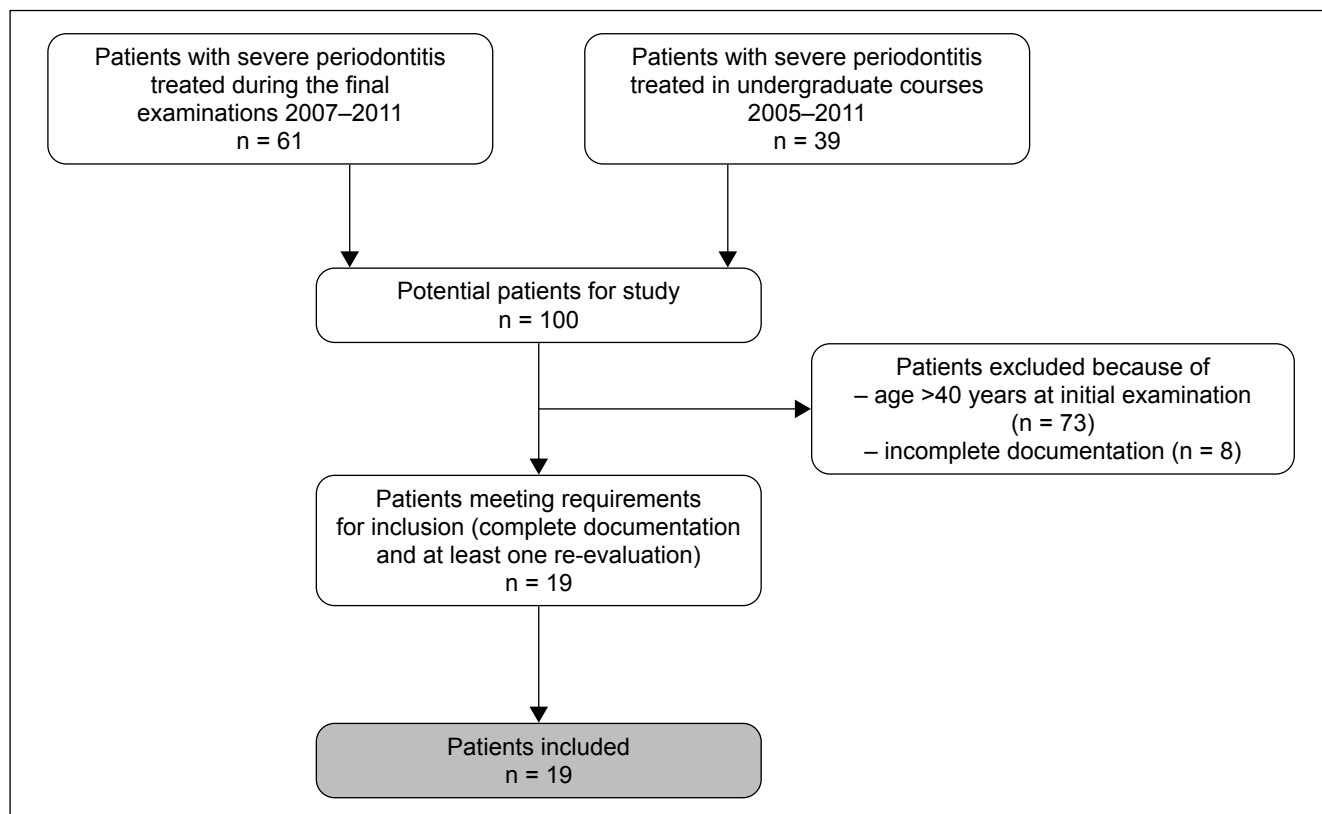 Patients with severe periodontitis
treated during the final
examinations 2007–2011
n = 61
Patients with severe periodontitis
treated in undergraduate courses
2005–2011
n = 39
Potential patients for study
n = 100
Patients excluded because of
– age >40 years at initial examination
(n = 73)
– incomplete documentation (n = 8)
Patients meeting requirements
for inclusion (complete documentation
and at least one re-evaluation)
n = 19
Patients included
n = 19